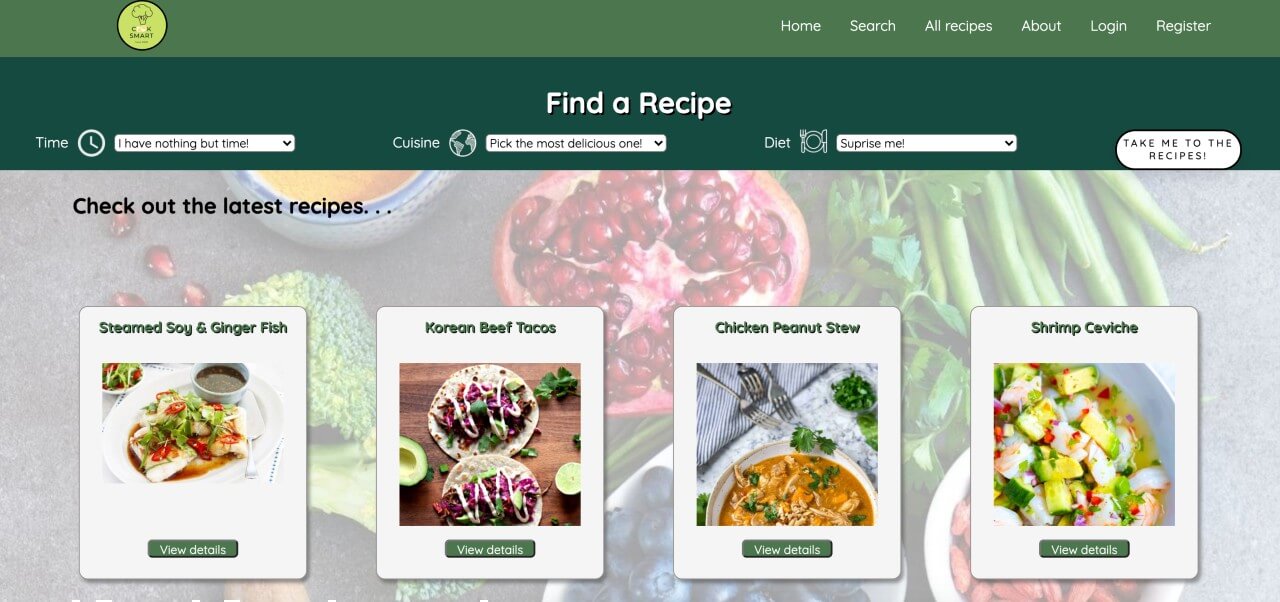 C K
SMART
Home Search All recipes About Login Register
Find a Recipe
Time I have nothing but time! Cuisine Pick the most delicious one! Diet Suprise me! TAKE ME TO THE
RECIPES!
Check out the latest recipes. . .
Steamed Soy & Ginger Fish Korean Beef Tacos Chicken Peanut Stew Shrimp Ceviche
View details View details View details View details